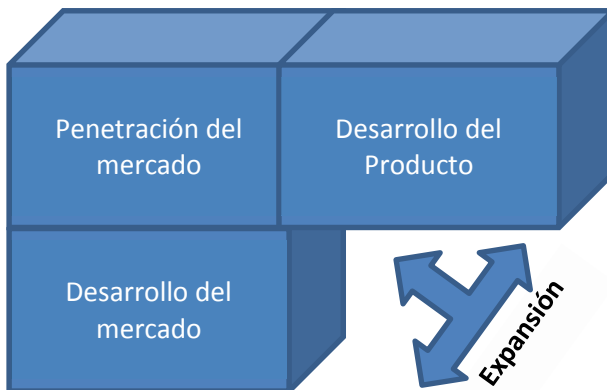 Penetración del
mercado
Desarrollo del
Producto
Desarrollo del
mercado
Expansión